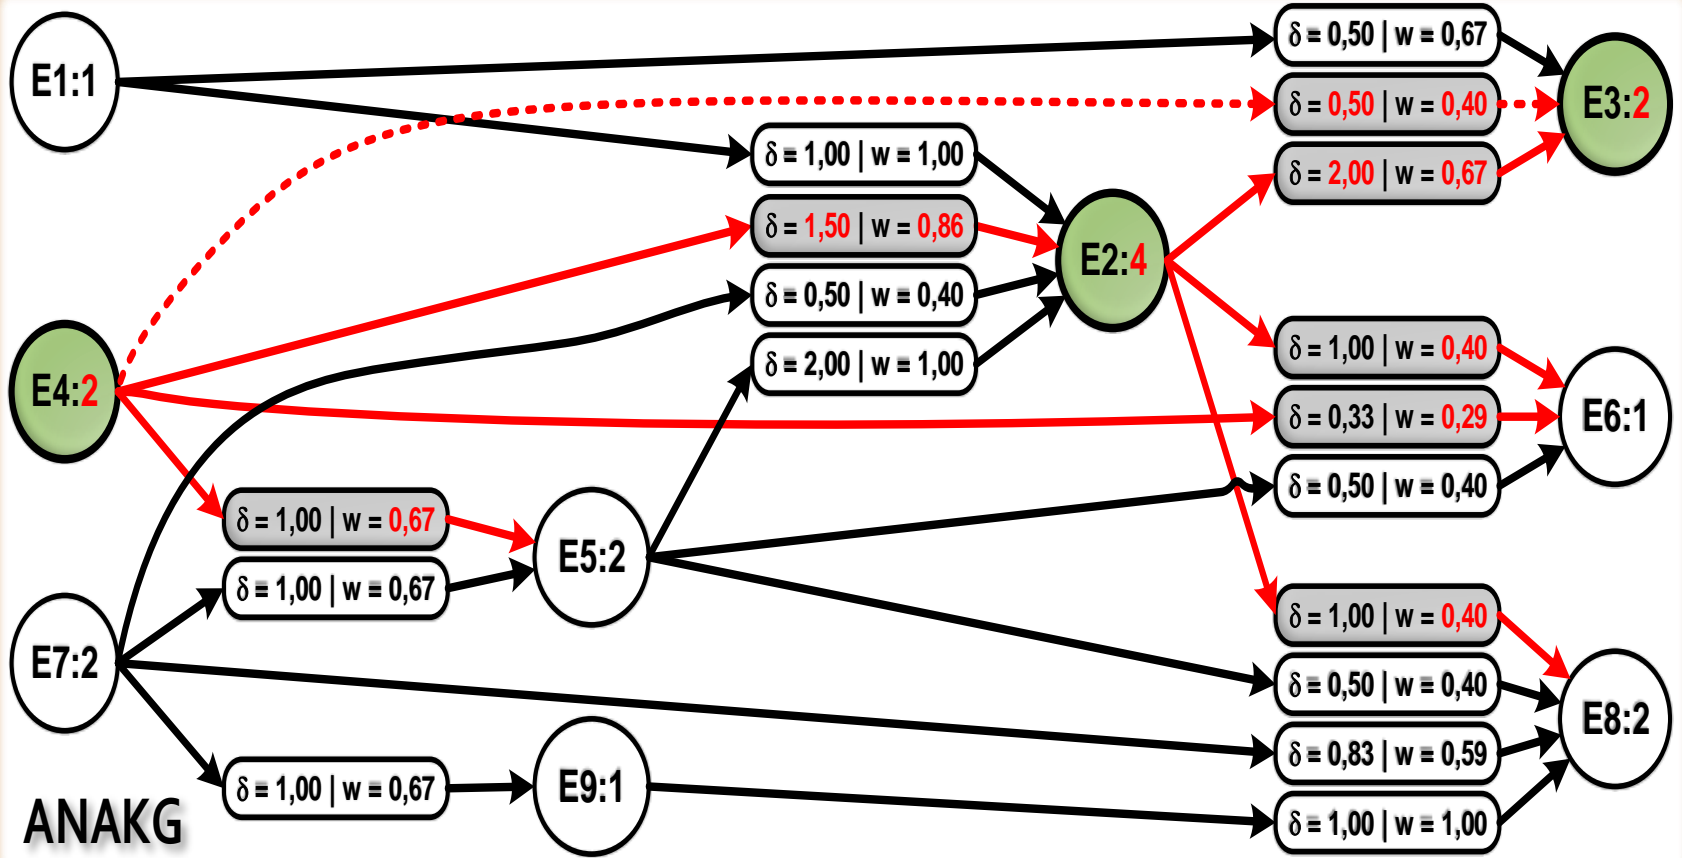 E1:1
δ = 0,50 | w = 0,67
δ = 0,50 | w = 0,40
E3:2
δ = 2,00 | w = 0,67
δ = 1,00 | w = 1,00
δ = 1,50 | w = 0,86
E2:4
δ = 0,50 | w = 0,40
δ = 2,00 | w = 1,00
E4:2
δ = 1,00 | w = 0,40
δ = 0,33 | w = 0,29
E6:1
δ = 0,50 | w = 0,40
δ = 1,00 | w = 0,67
E5:2
δ = 1,00 | w = 0,67
E7:2
δ = 1,00 | w = 0,40
δ = 0,50 | w = 0,40
E8:2
δ = 0,83 | w = 0,59
δ = 1,00 | w = 0,67
E9:1
δ = 1,00 | w = 1,00
ANAKG